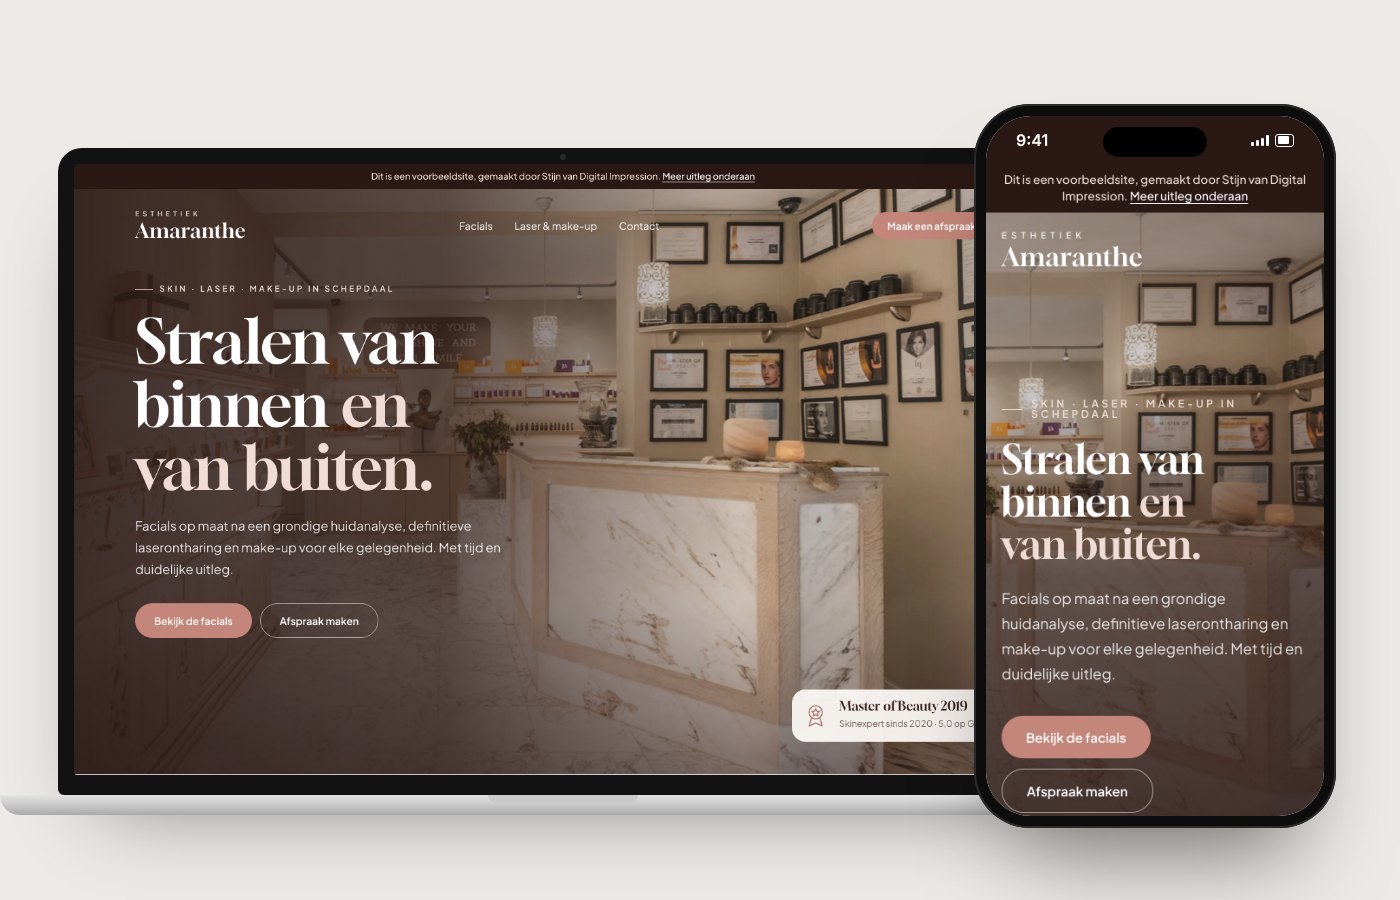 Dit is een voorbeeldsite, gemaakt door Stijn van Digital Impression. Meer uitleg onderaan
ESTHETIEK
Amaranthe
Facials
Laser & make-up
Contact
Maak een afspraak
SKIN · LASER · MAKE-UP IN SCHEPDAAL
WE MAKE YOUR
AND
SMILE
Stralen van
binnen en
van buiten.
Facials op maat na een grondige huidanalyse, definitieve
laserontharing en make-up voor elke gelegenheid. Met tijd en
duidelijke uitleg.
Bekijk de facials
Afspraak maken
Master of Beauty 2019
Skinexpert sinds 2020 · 5,0 op G
9:41
Dit is een voorbeeldsite, gemaakt door Stijn van Digital
Impression. Meer uitleg onderaan
ESTHETIEK
Amaranthe
SKIN · LASER · MAKE-UP IN
SCHEPDAAL
Stralen van
binnen en
van buiten.
Facials op maat na een grondige
huidanalyse, definitieve laserontharing en
make-up voor elke gelegenheid. Met tijd en
duidelijke uitleg.
Bekijk de facials
Afspraak maken